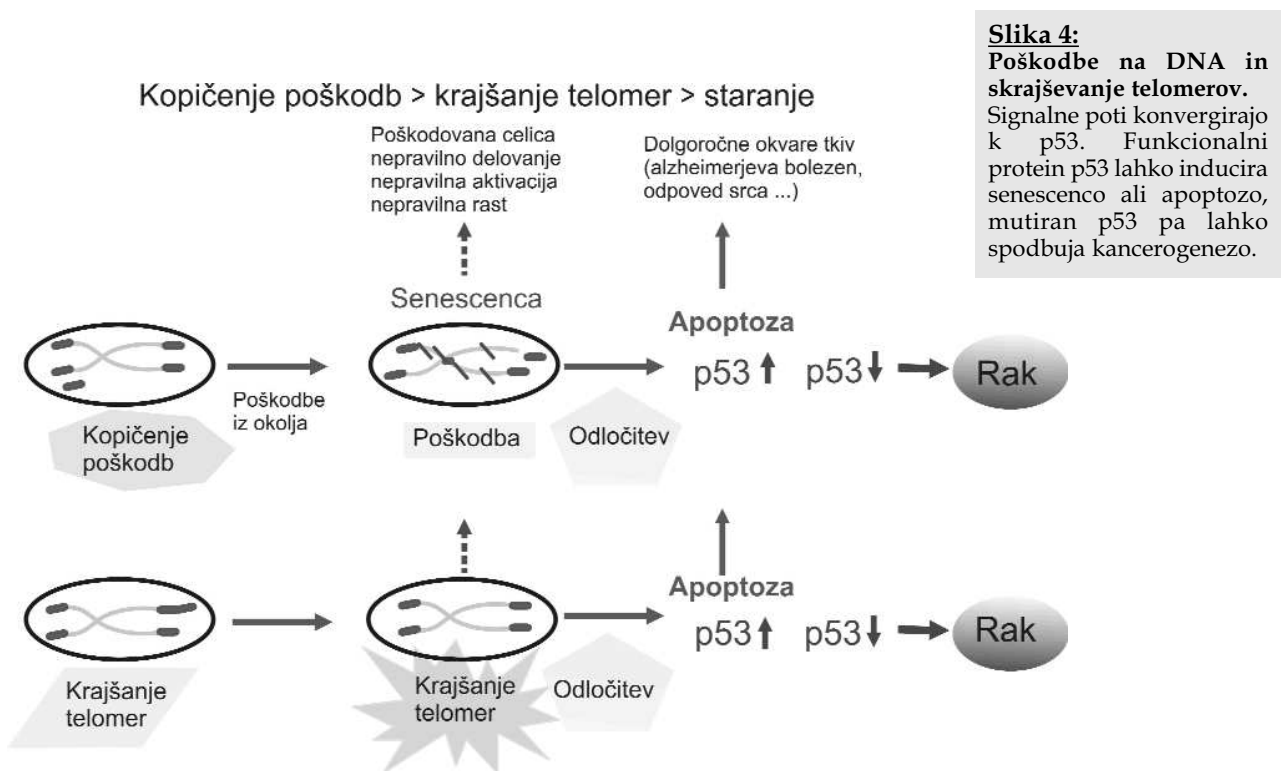 Slika 4:
Poškodbe na DNA in
skrajševanje telomerov.
Signalne poti konvergirajo
k p53. Funkcionalni
protein p53 lahko inducira
senescenco ali apoptozo,
mutiran p53 pa lahko
spodbuja kancerogenezo.
Kopičenje poškodb > krajšanje telomer > staranje
Poškodovana celica
nepravilno delovanje
nepravilna aktivacija
nepravilna rast
Dolgoročne okvare tkiv
(alzheimerjeva bolezen,
odpoved srca ...)
Senescenca
Apoptoza
p53 p53
Rak
Poškodbe
iz okolja
Kopičenje
poškodb
Poškodba
Odločitev
Apoptoza
p53 p53
Rak
Krajšanje
telomer
Krajšanje
telomer
Odločitev